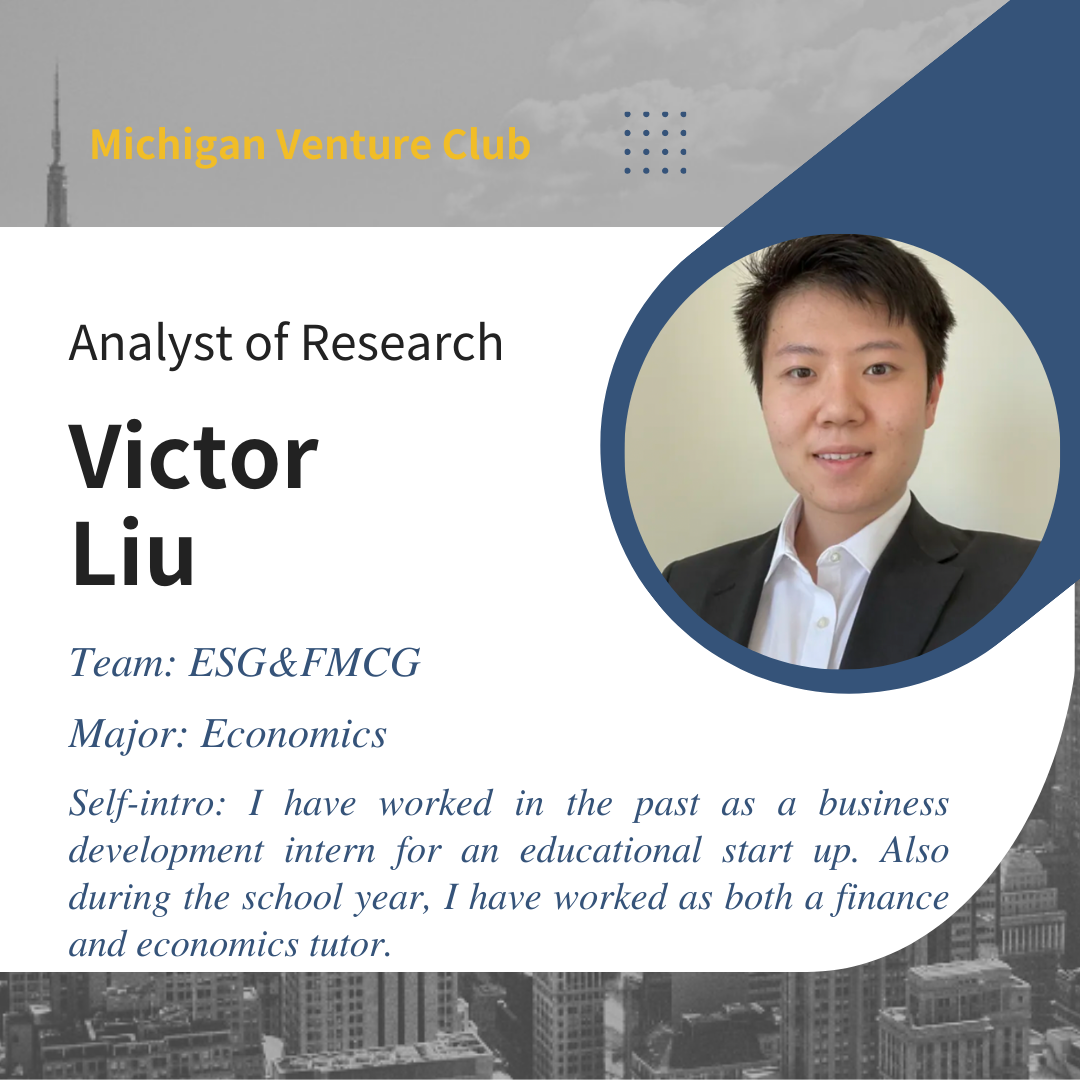 Michigan Venture Club
Analyst of Research
Victor
Liu
Team: ESG&FMCG
Major: Economics
Self-intro: I have worked in the past as a business
development intern for an educational start up. Also
during the school year, I have worked as both a finance
and economics tutor.